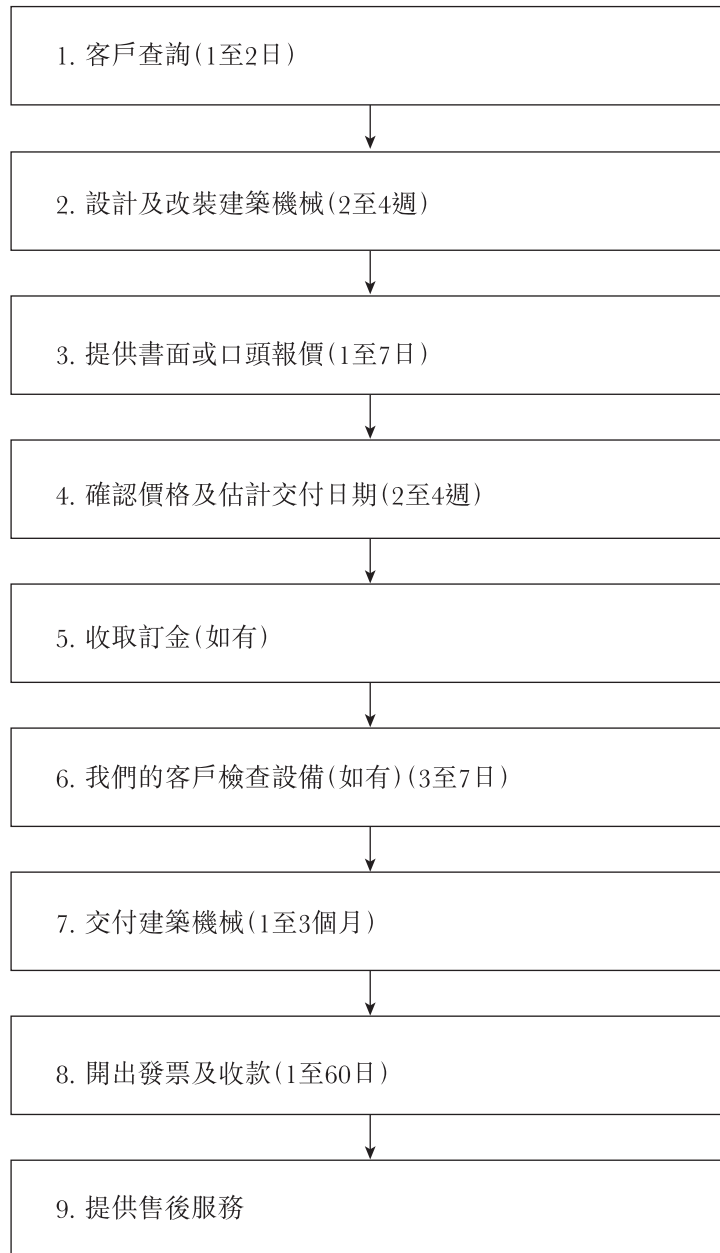 1. 客戶查詢(1至2日)
2. 設計及改裝建築機械(2至4週)
3. 提供書面或口頭報價(1至7日)
4. 確認價格及估計交付日期(2至4週)
5. 收取訂金(如有)
6. 我們的客戶檢查設備(如有)(3至7日)
7. 交付建築機械(1至3個月)
8. 開出發票及收款(1至60日)
9. 提供售後服務